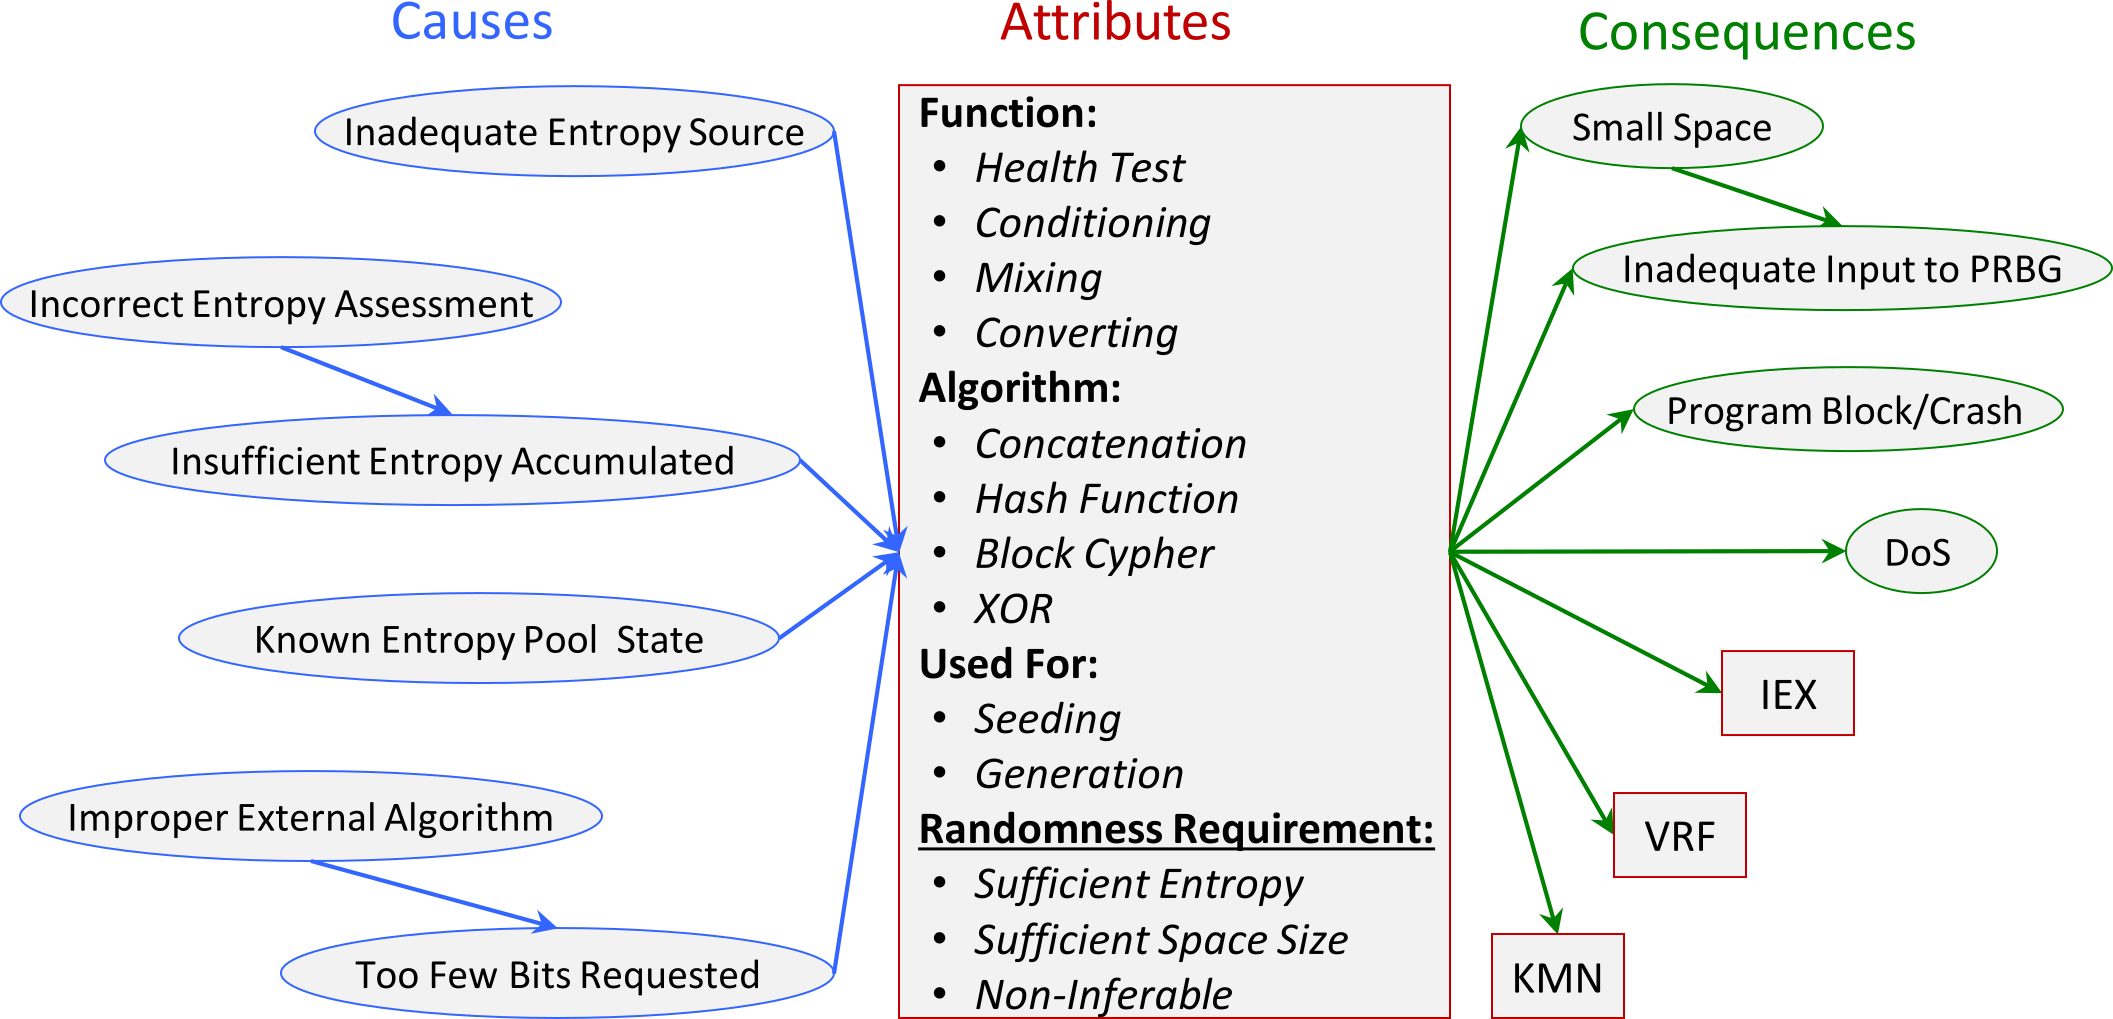 Causes
Attributes
Consequences
Inadequate Entropy Source
Incorrect Entropy Assessment
Insufficient Entropy Accumulated
Known Entropy Pool State
Improper External Algorithm
Too Few Bits Requested
Function:
• Health Test
• Conditioning
• Mixing
• Converting
Algorithm:
• Concatenation
• Hash Function
• Block Cypher
• XOR
Used For:
• Seeding
• Generation
Randomness Requirement:
• Sufficient Entropy
• Sufficient Space Size
• Non-Inferable
Small Space
Inadequate Input to PRBG
Program Block/Crash
DoS
IEX
VRF
KMN